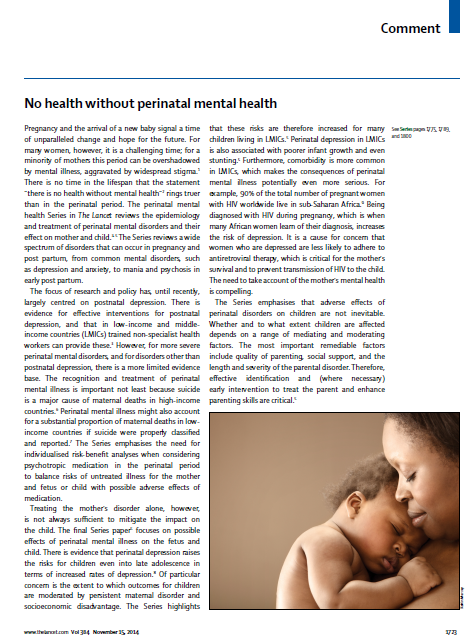 Comment
No health without perinatal mental health
Pregnancy and the arrival of a new baby signal a time
of unparalleled change and hope for the future. For
many women, however, it is a challenging time; for a
minority of mothers this period can be overshadowed
by mental illness, aggravated by widespread stigma.¹
There is no time in the lifespan that the statement
"there is no health without mental health" rings truer
than in the perinatal period. The perinatal mental
health Series in The Lancet reviews the epidemiology
and treatment of perinatal mental disorders and their
effect on mother and child. The Series reviews a wide
spectrum of disorders that can occur in pregnancy and
post partum, from common mental disorders, such
as depression and anxiety, to mania and psychosis in
early post partum.
The focus of research and policy has, until recently,
largely centred on postnatal depression. There is
evidence for effective interventions for postnatal
depression, and that in low-income and middle-
income countries (LMICs) trained non-specialist health
workers can provide these. However, for more severe
perinatal mental disorders, and for disorders other than
postnatal depression, there is a more limited evidence
base. The recognition and treatment of perinatal
mental illness is important not least because suicide
is a major cause of maternal deaths in high-income
countries. Perinatal mental illness might also account
for a substantial proportion of maternal deaths in low-
income countries if suicide were properly classified
and reported. The Series emphasises the need for
individualised risk-benefit analyses when considering
psychotropic medication in the perinatal period
to balance risks of untreated illness for the mother
and fetus or child with possible adverse effects of
medication.
Treating the mother's disorder alone, however,
is not always sufficient to mitigate the impact on
the child. The final Series paper focuses on possible
effects of perinatal mental illness on the fetus and
child. There is evidence that perinatal depression raises
the risks for children even into late adolescence in
terms of increased rates of depression. Of particular
concern is the extent to which outcomes for children
are moderated by persistent maternal disorder and
socioeconomic disadvantage. The Series highlights
that these risks are therefore increased for many
children living in LMICs. Perinatal depression in LMICs
is also associated with poorer infant growth and even
stunting. Furthermore, comorbidity is more common
in LMICs, which makes the consequences of perinatal
mental illness potentially even more serious. For
example, 90% of the total number of pregnant women
with HIV worldwide live in sub-Saharan Africa. Being
diagnosed with HIV during pregnancy, which is when
many African women learn of their diagnosis, increases
the risk of depression. It is a cause for concern that
women who are depressed are less likely to adhere to
antiretroviral therapy, which is critical for the mother's
survival and to prevent transmission of HIV to the child.
The need to take account of the mother's mental health
is compelling.
The Series emphasises that adverse effects of
perinatal disorders on children are not inevitable.
Whether and to what extent children are affected
depends on a range of mediating and moderating
factors. The most important remediable factors
include quality of parenting, social support, and the
length and severity of the parental disorder. Therefore,
effective identification and (where necessary)
early intervention to treat the parent and enhance
parenting skills are critical.
See Series pages 1775, 1789,
and 1800
www.thelancet.com Vol 384 November 15, 2014
1723